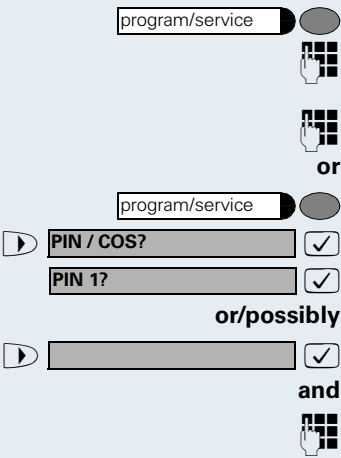 program/service
or
program/service
PIN / COS?
PIN 1?
or/possibly
and